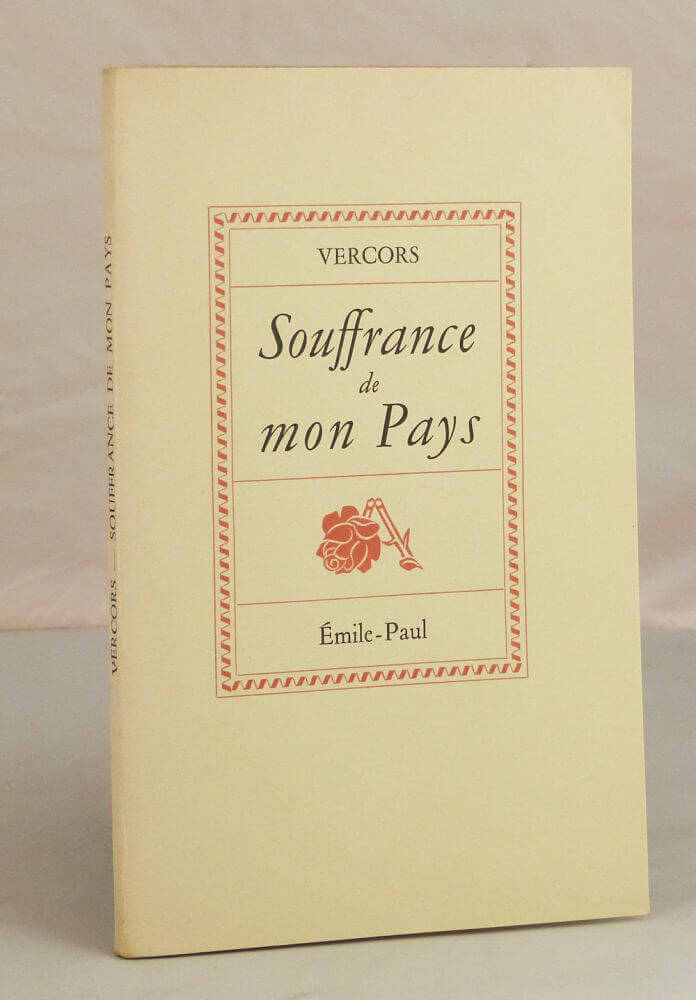 VERCORS
Souffrance
de
mon Pays
Émile-Paul
VERCORS — SOUFFRANCE DE MON PAYS